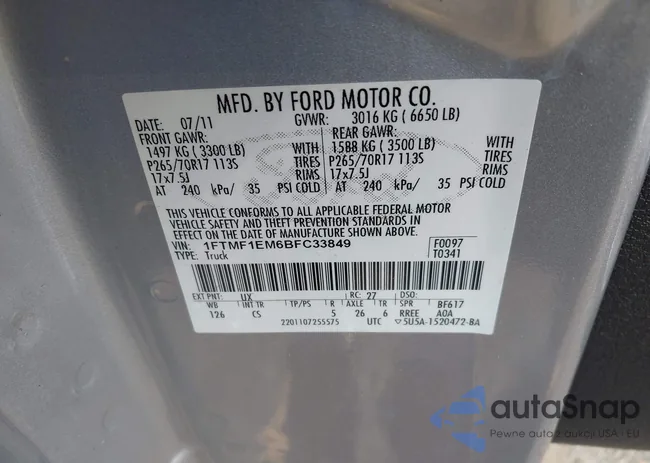 MFD. BY FORD MOTOR CO.
DATE: 07/11 GVWR: 3016 KG ( 6650 LB)
FRONT GAWR: REAR GAWR:
1497 KG ( 3300 LB) WITH 1588 KG ( 3500 LB) WITH
P265/70R17 113S TIRES P265/70R17 113S TIRES
17x7.5J RIMS 17x7.5J RIMS
AT 240 kPa/ 35 PSI COLD AT 240 kPa/ 35 PSI COLD
THIS VEHICLE CONFORMS TO ALL APPLICABLE FEDERAL MOTOR
VEHICLE SAFETY AND THEFT PREVENTION STANDARDS IN
EFFECT ON THE DATE OF MANUFACTURE SHOWN ABOVE.
VIN: 1FTMF1EM6BFC33849 F0097
TYPE: Truck T0341
EXT PNT: UX RC: 27 DSO:
WB INT TR TP/PS R AXLE TR SPR BF617
126 CS 5 26 6 RREE AOA
2201107255575 UTC 5U5A-1520472-BA
autoSnap
Pewne auto z aukcji USA - EU